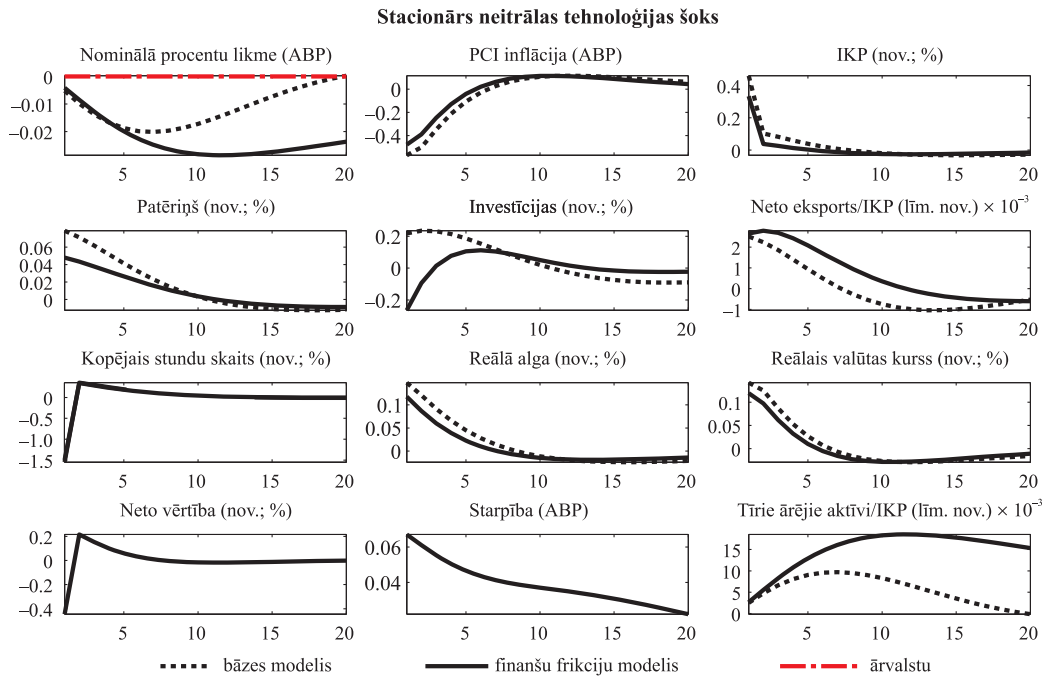 Stacionārs neitrālas tehnoloģijas šoks
Nominālā procentu likme (ABP)
0
−0.01
−0.02
5 10 15 20
PCI inflācija (ABP)
0
−0.2
−0.4
5 10 15 20
IKP (nov.; %)
0.4
0.2
0
5 10 15 20
Patēriņš (nov.; %)
0.06
0.04
0.02
0
5 10 15 20
Investīcijas (nov.; %)
0.2
0
−0.2
5 10 15 20
Neto eksports/IKP (līm. nov.) × 10⁻³
2
1
0
−1
5 10 15 20
Kopējais stundu skaits (nov.; %)
0
−0.5
−1.0
−1.5
5 10 15 20
Reālā alga (nov.; %)
0.1
0.05
0
5 10 15 20
Reālais valūtas kurss (nov.; %)
0.1
0.05
0
5 10 15 20
Neto vērtība (nov.; %)
0.2
0
−0.2
−0.4
5 10 15 20
Starpība (ABP)
0.06
0.04
5 10 15 20
Tīrie ārējie aktīvi/IKP (līm. nov.) × 10⁻³
15
10
5
0
5 10 15 20
bāzes modelis
finanšu frikciju modelis
ārvalstu